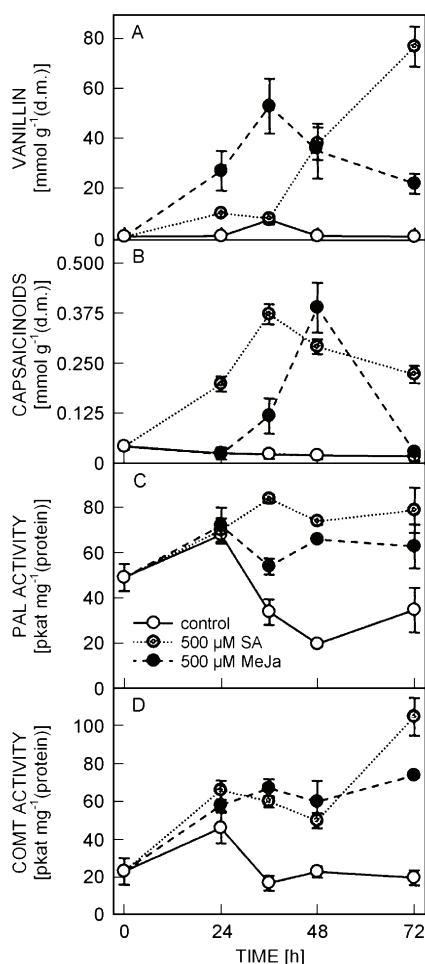 A
VANILLIN
[mmol g⁻¹(d.m.)]
80
60
40
20
0
B
CAPSAICINOIDS
[mmol g⁻¹(d.m.)]
0.500
0.375
0.250
0.125
0
C
PAL ACTIVITY
[pkat mg⁻¹(protein)]
80
60
40
20
0
control
500 µM SA
500 µM MeJa
D
COMT ACTIVITY
[pkat mg⁻¹(protein)]
100
80
60
40
20
0
0 24 48 72
TIME [h]